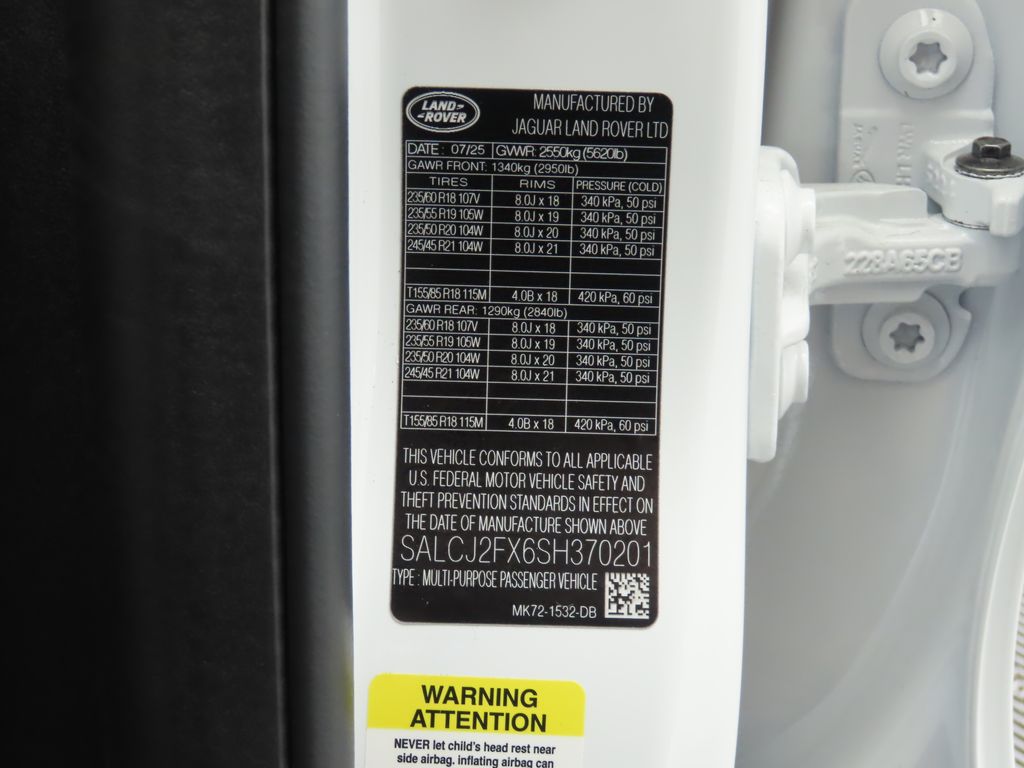 LAND
ROVER
MANUFACTURED BY
JAGUAR LAND ROVER LTD
DATE: 07/25 GVWR: 2550kg (5620lb)
GAWR FRONT: 1340kg (2950lb)
TIRES RIMS PRESSURE (COLD)
235/60 R18 107V 8.0J x 18 340 kPa, 50 psi
235/55 R19 105W 8.0J x 19 340 kPa, 50 psi
235/50 R20 104W 8.0J x 20 340 kPa, 50 psi
245/45 R21 104W 8.0J x 21 340 kPa, 50 psi
T155/85 R18 115M 4.0B x 18 420 kPa, 60 psi
GAWR REAR: 1290kg (2840lb)
235/60 R18 107V 8.0J x 18 340 kPa, 50 psi
235/55 R19 105W 8.0J x 19 340 kPa, 50 psi
235/50 R20 104W 8.0J x 20 340 kPa, 50 psi
245/45 R21 104W 8.0J x 21 340 kPa, 50 psi
T155/85 R18 115M 4.0B x 18 420 kPa, 60 psi
THIS VEHICLE CONFORMS TO ALL APPLICABLE
U.S. FEDERAL MOTOR VEHICLE SAFETY AND
THEFT PREVENTION STANDARDS IN EFFECT ON
THE DATE OF MANUFACTURE SHOWN ABOVE
SALCJ2FX6SH370201
TYPE: MULTI-PURPOSE PASSENGER VEHICLE
MK72-1532-DB
228A65CB
WARNING
ATTENTION
NEVER let child's head rest near
side airbag, inflating airbag can